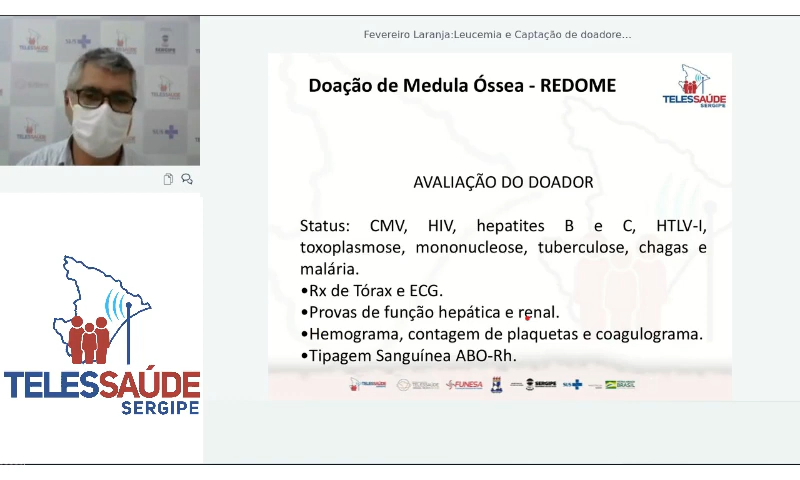 Fevereiro Laranja:Leucemia e Captação de doadore...
Doação de Medula Óssea - REDOME
TELESSAÚDE
SERGIPE
AVALIAÇÃO DO DOADOR
Status: CMV, HIV, hepatites B e C, HTLV-I,
toxoplasmose, mononucleose, tuberculose, chagas e
malária.
•Rx de Tórax e ECG.
•Provas de função hepática e renal.
•Hemograma, contagem de plaquetas e coagulograma.
•Tipagem Sanguínea ABO-Rh.
FUNESA
SERGIPE
SUS
BRASIL
TELESSAÚDE
SERGIPE